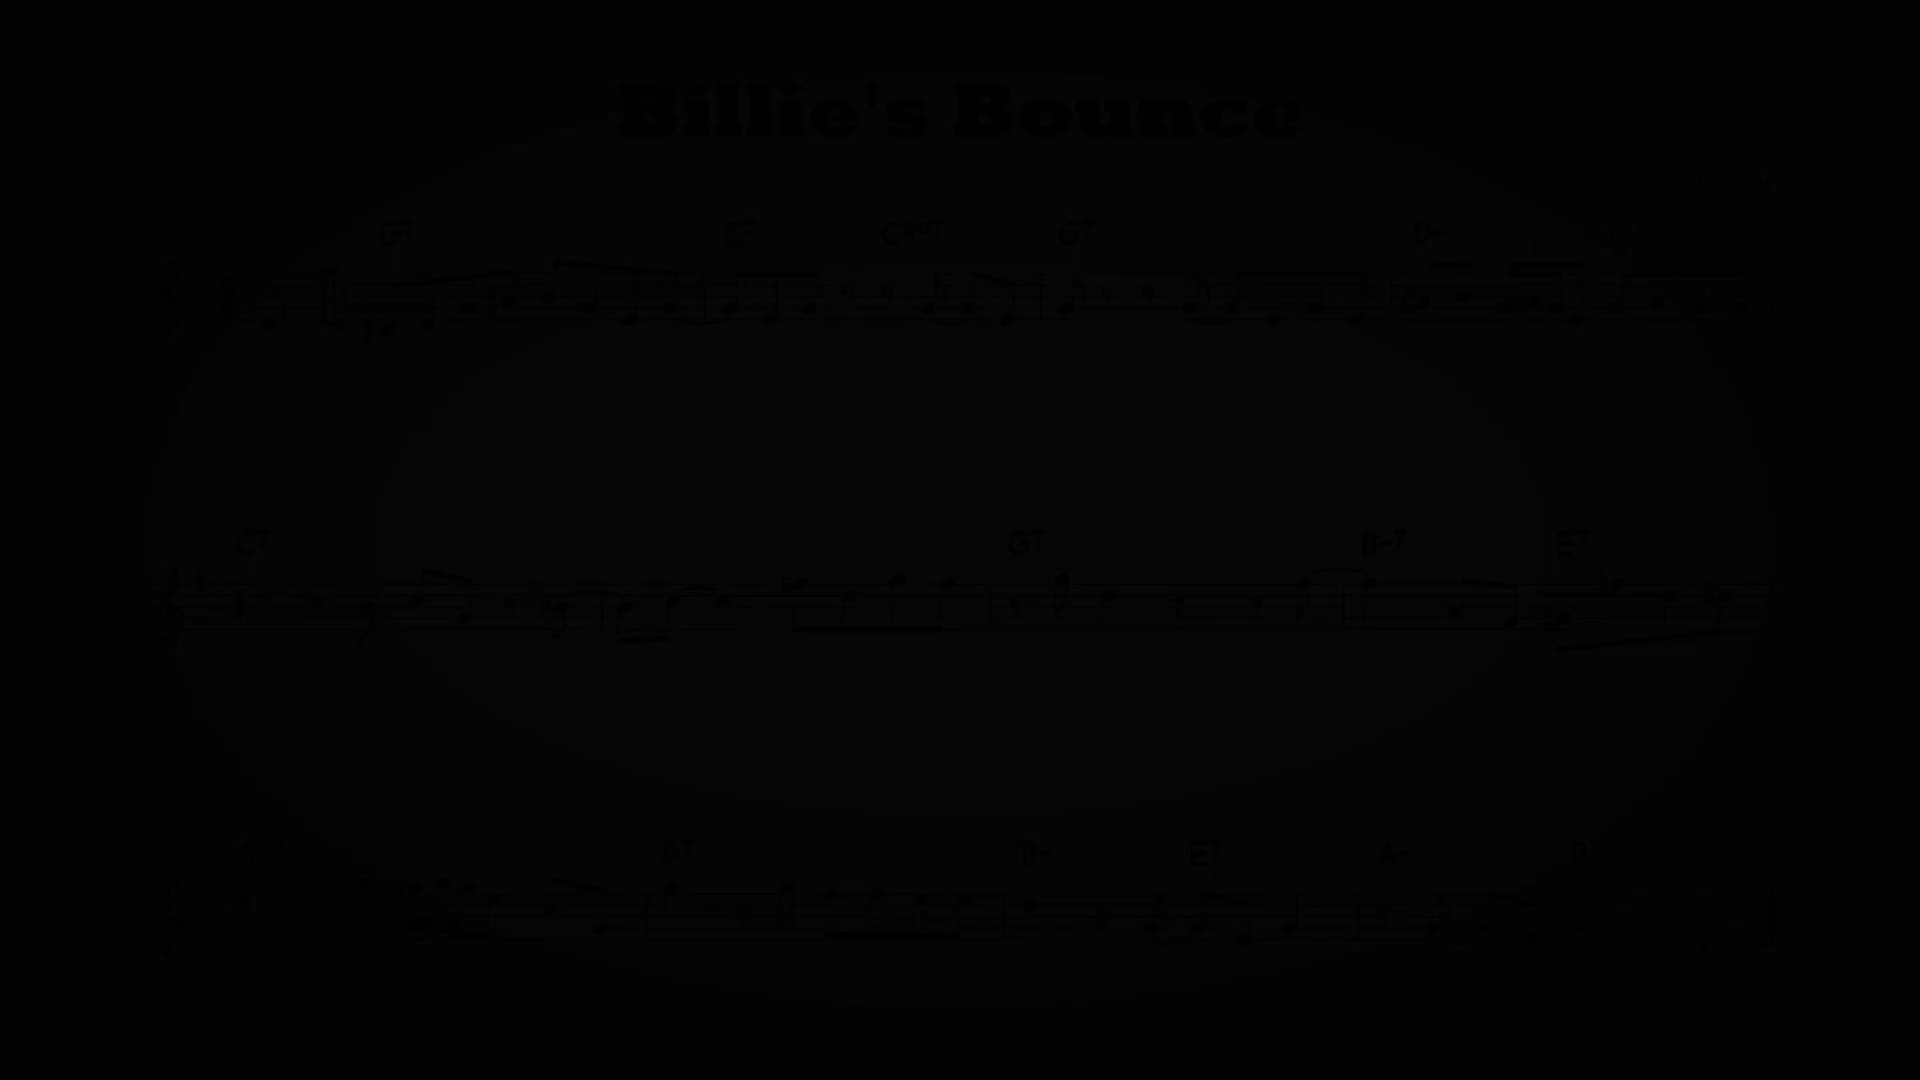 Billie's Bounce
G7 C7 C#o7 G7 D- G7
C7 G7 B-7 E7
A-7 D7 B- E7 A- D7